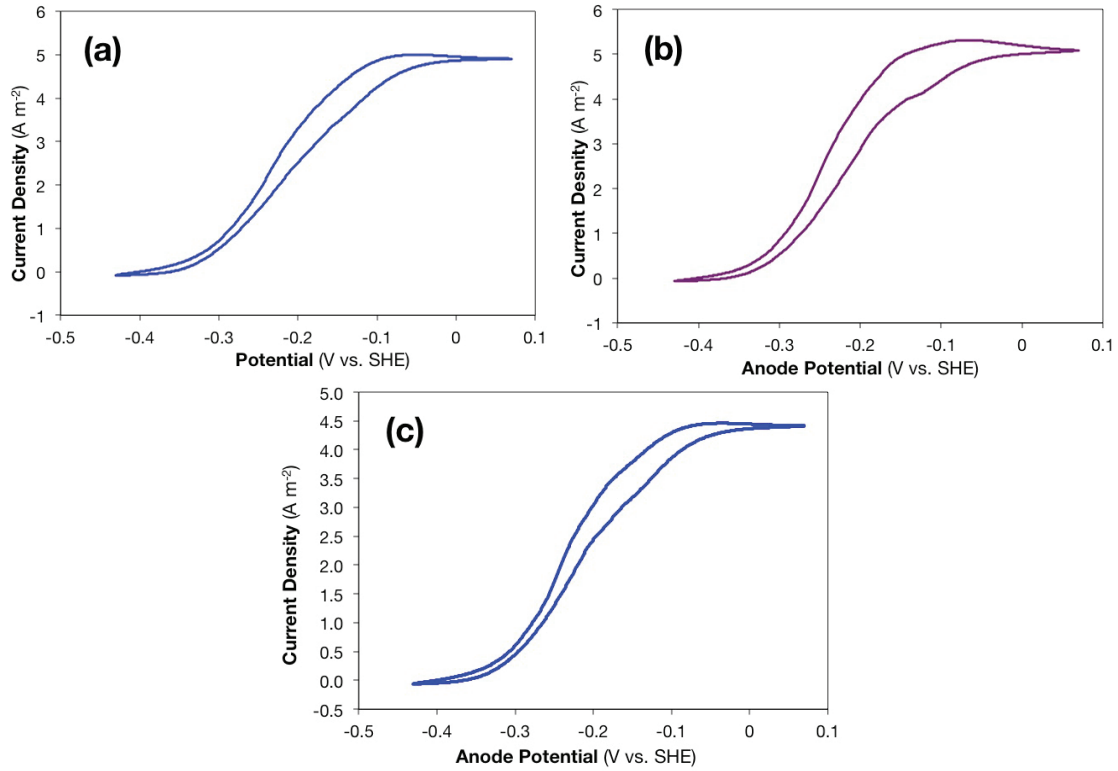 (a)
6
5
4
3
2
1
0
-1
Current Density (A m-2)
-0.5 -0.4 -0.3 -0.2 -0.1 0 0.1
Potential (V vs. SHE)
(b)
6
5
4
3
2
1
0
-1
Current Desnity (A m-2)
-0.5 -0.4 -0.3 -0.2 -0.1 0 0.1
Anode Potential (V vs. SHE)
(c)
5.0
4.5
4.0
3.5
3.0
2.5
2.0
1.5
1.0
0.5
0.0
-0.5
Current Density (A m-2)
-0.5 -0.4 -0.3 -0.2 -0.1 0 0.1
Anode Potential (V vs. SHE)